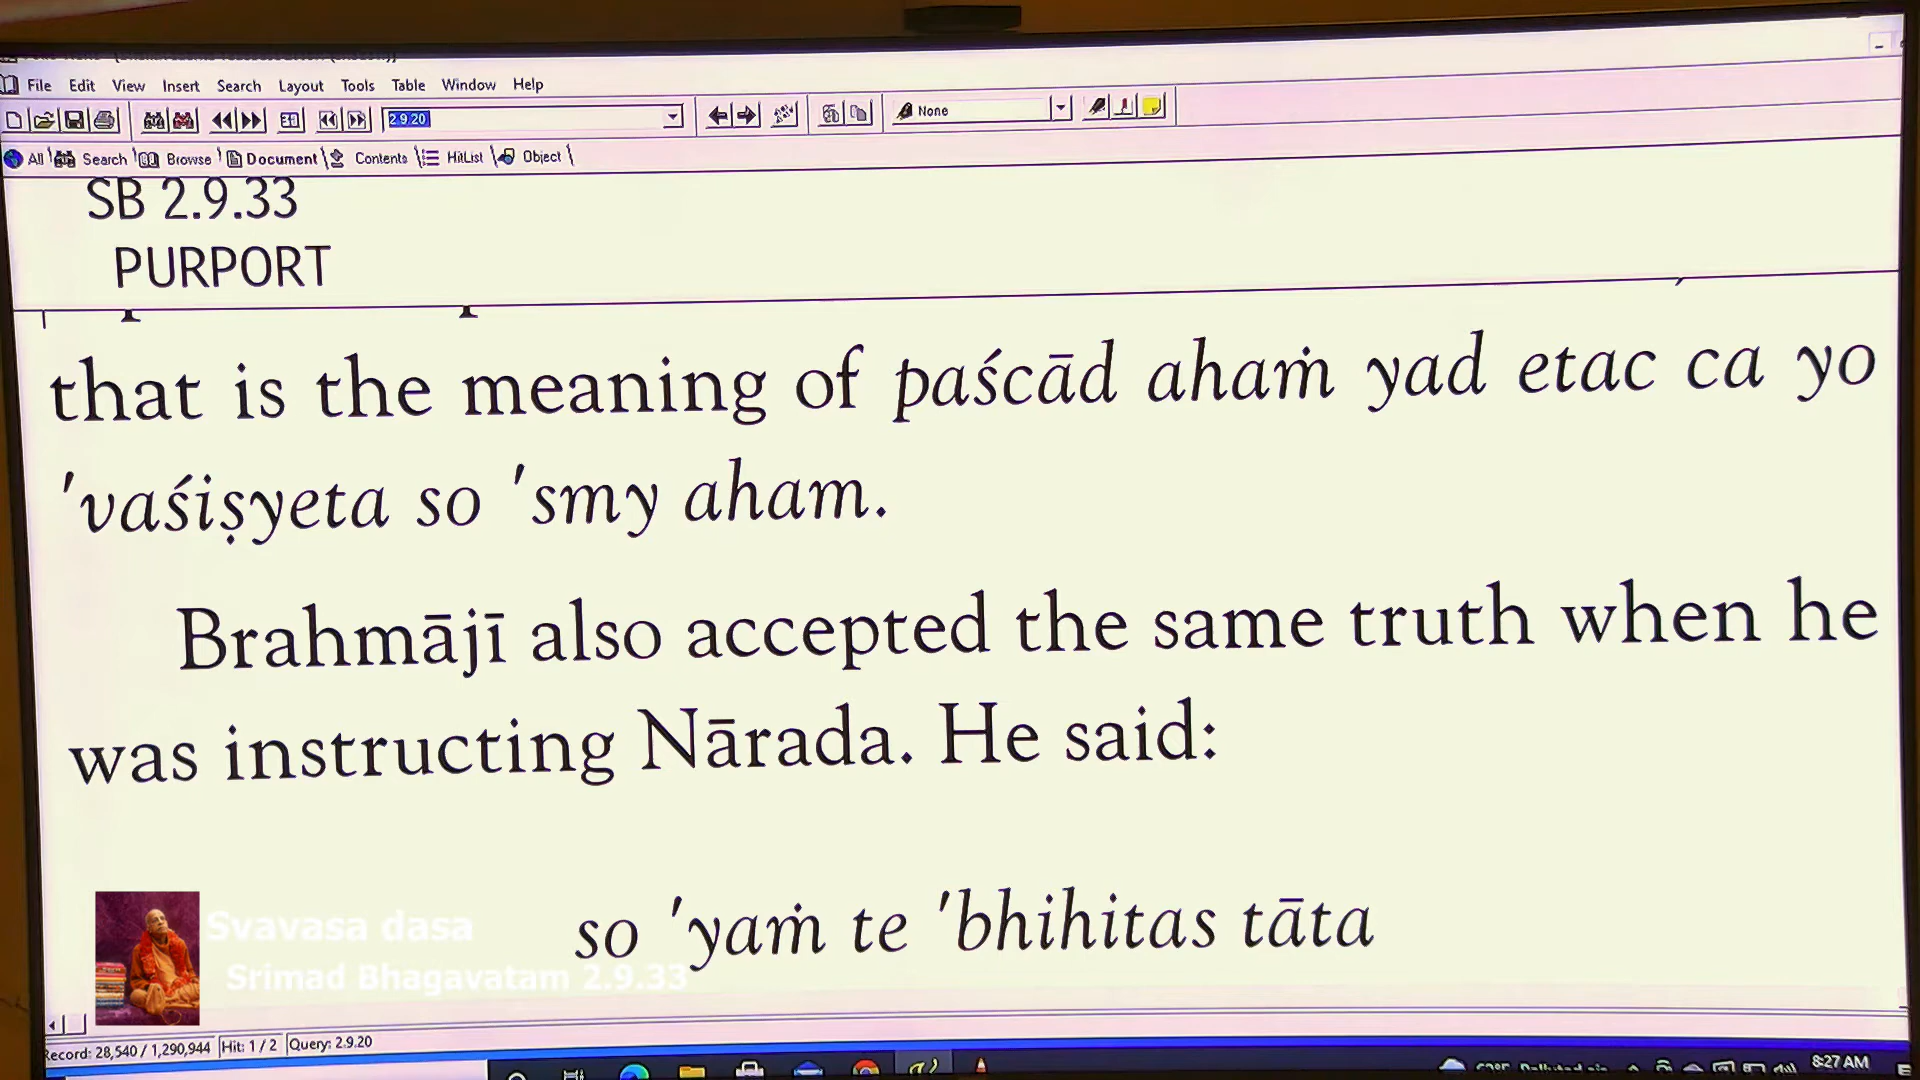 File Edit View Insert Search Layout Tools Table Window Help
2.9.20
None
All Search Browse Document Contents HitList Object
SB 2.9.33
PURPORT
that is the meaning of paścād ahaṁ yad etac ca yo
'vaśiṣyeta so 'smy aham.
Brahmājī also accepted the same truth when he
was instructing Nārada. He said:
so 'yaṁ te 'bhihitas tāta
Svavasa dasa
Srimad Bhagavatam 2.9.33
Record: 28,540 / 1,290,944 Hit: 1 / 2 Query: 2.9.20
8:27 AM